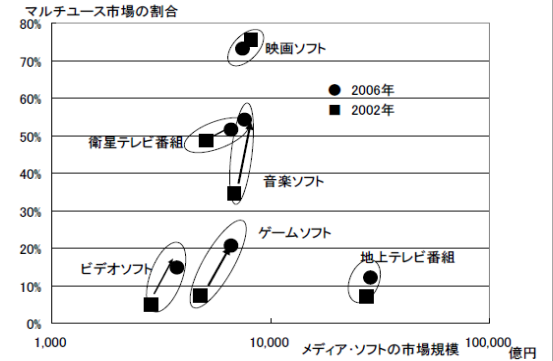 マルチユース市場の割合
80%
70%
60%
50%
40%
30%
20%
10%
0%
映画ソフト
2006年
2002年
衛星テレビ番組
音楽ソフト
ゲームソフト
ビデオソフト
地上テレビ番組
1,000
10,000
100,000
メディア・ソフトの市場規模
億円